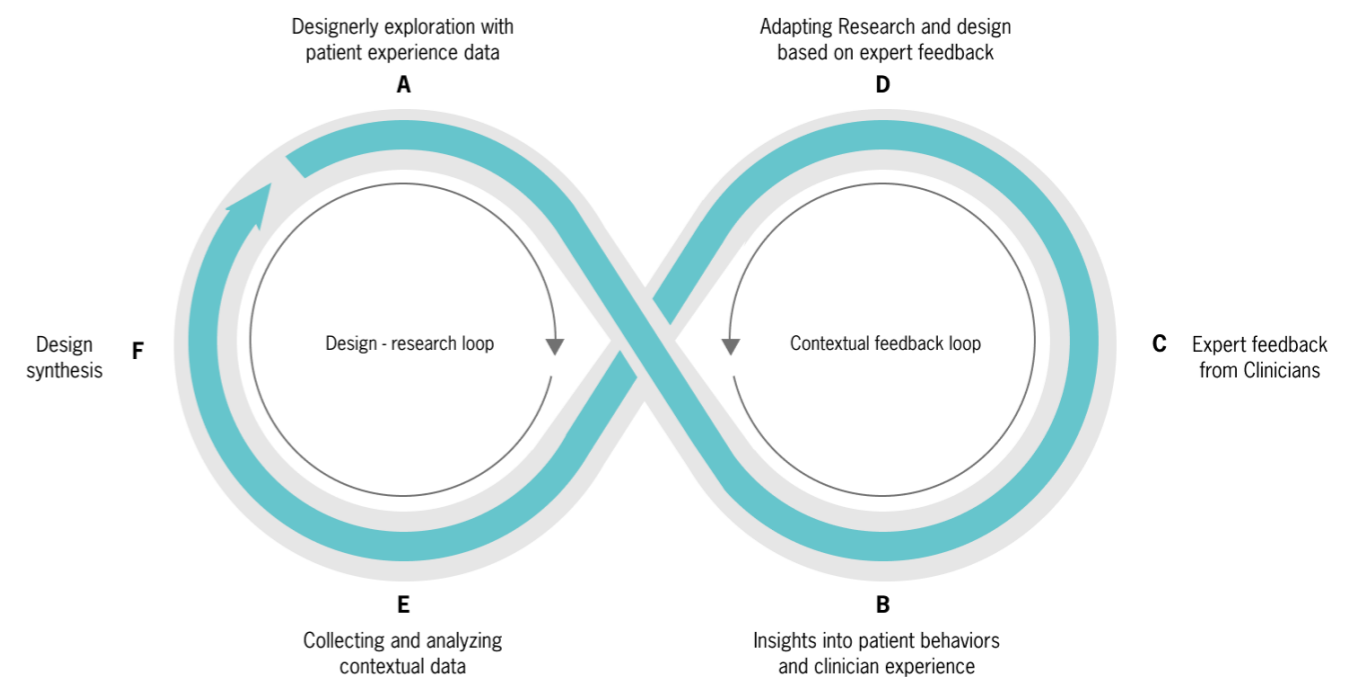 Designerly exploration with
patient experience data
A
Adapting Research and design
based on expert feedback
D
Design
synthesis
F
Design - research loop
Contextual feedback loop
C
Expert feedback
from Clinicians
E
Collecting and analyzing
contextual data
B
Insights into patient behaviors
and clinician experience